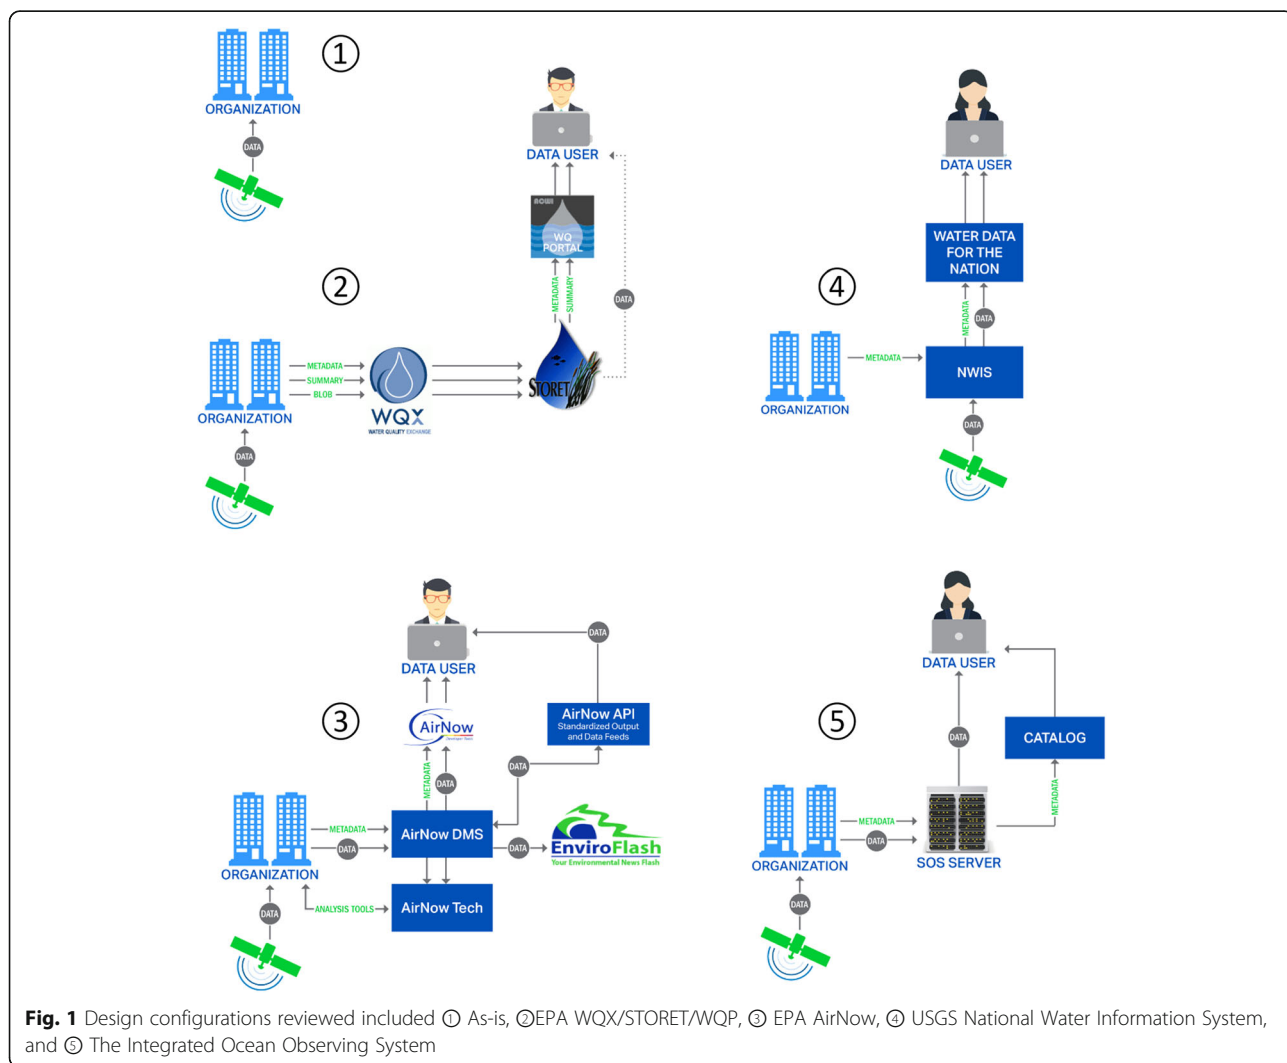 ①
ORGANIZATION
DATA
②
DATA USER
NOWI
WQ
PORTAL
METADATA
SUMMARY
DATA
METADATA
SUMMARY
BLOB
ORGANIZATION
WQX
WATER QUALITY EXCHANGE
STORET
DATA
④
DATA USER
WATER DATA
FOR THE
NATION
METADATA
DATA
METADATA
NWIS
ORGANIZATION
DATA
③
DATA USER
DATA
AirNow
AirNow API
Standardized Output
and Data Feeds
METADATA
DATA
DATA
METADATA
DATA
AirNow DMS
DATA
EnviroFlash
Your Environmental News Flash
ORGANIZATION
ANALYSIS TOOLS
AirNow Tech
DATA
⑤
DATA USER
DATA
CATALOG
METADATA
METADATA
DATA
SOS SERVER
ORGANIZATION
DATA
Fig. 1 Design configurations reviewed included ① As-is, ②EPA WQX/STORET/WQP, ③ EPA AirNow, ④ USGS National Water Information System,
and ⑤ The Integrated Ocean Observing System